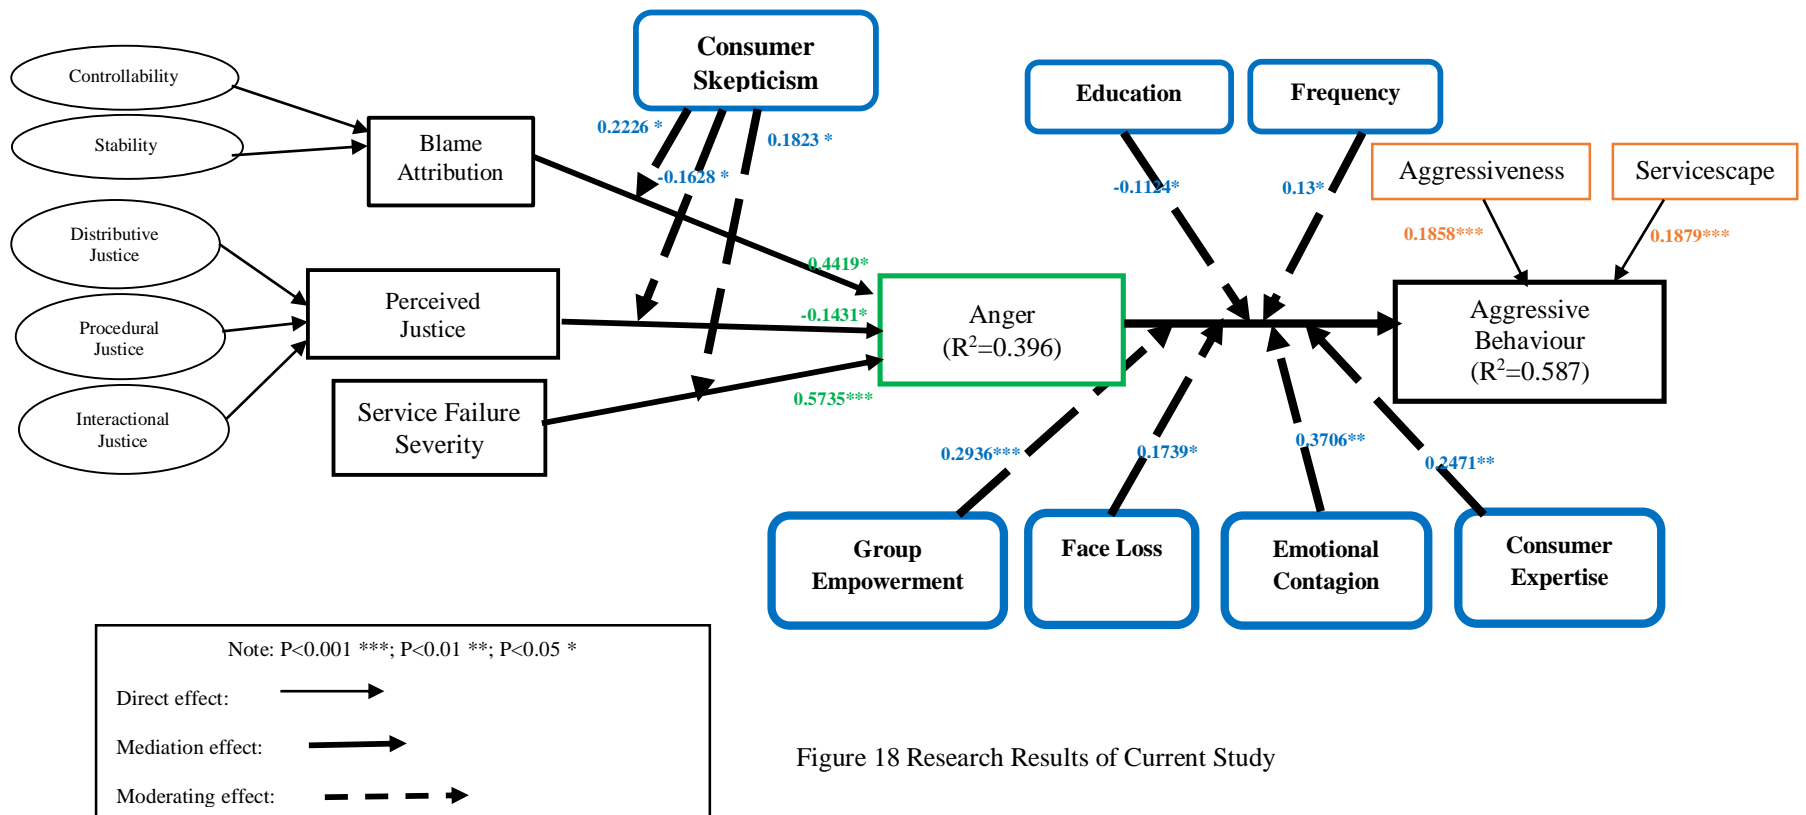 Consumer
Skepticism
Controllability
Stability
Blame
Attribution
0.2226 *
-0.1628 *
0.1823 *
Education
Frequency
-0.1124*
0.13*
Aggressiveness
Servicescape
0.1858***
0.1879***
Distributive
Justice
Procedural
Justice
Interactional
Justice
Perceived
Justice
Service Failure
Severity
0.4419*
-0.1431*
0.5735***
Anger
(R²=0.396)
Aggressive
Behaviour
(R²=0.587)
0.2936***
0.1739*
0.3706**
0.2471**
Group
Empowerment
Face Loss
Emotional
Contagion
Consumer
Expertise
Note: P<0.001 ***; P<0.01 **; P<0.05 *
Direct effect:
Mediation effect:
Moderating effect:
Figure 18 Research Results of Current Study